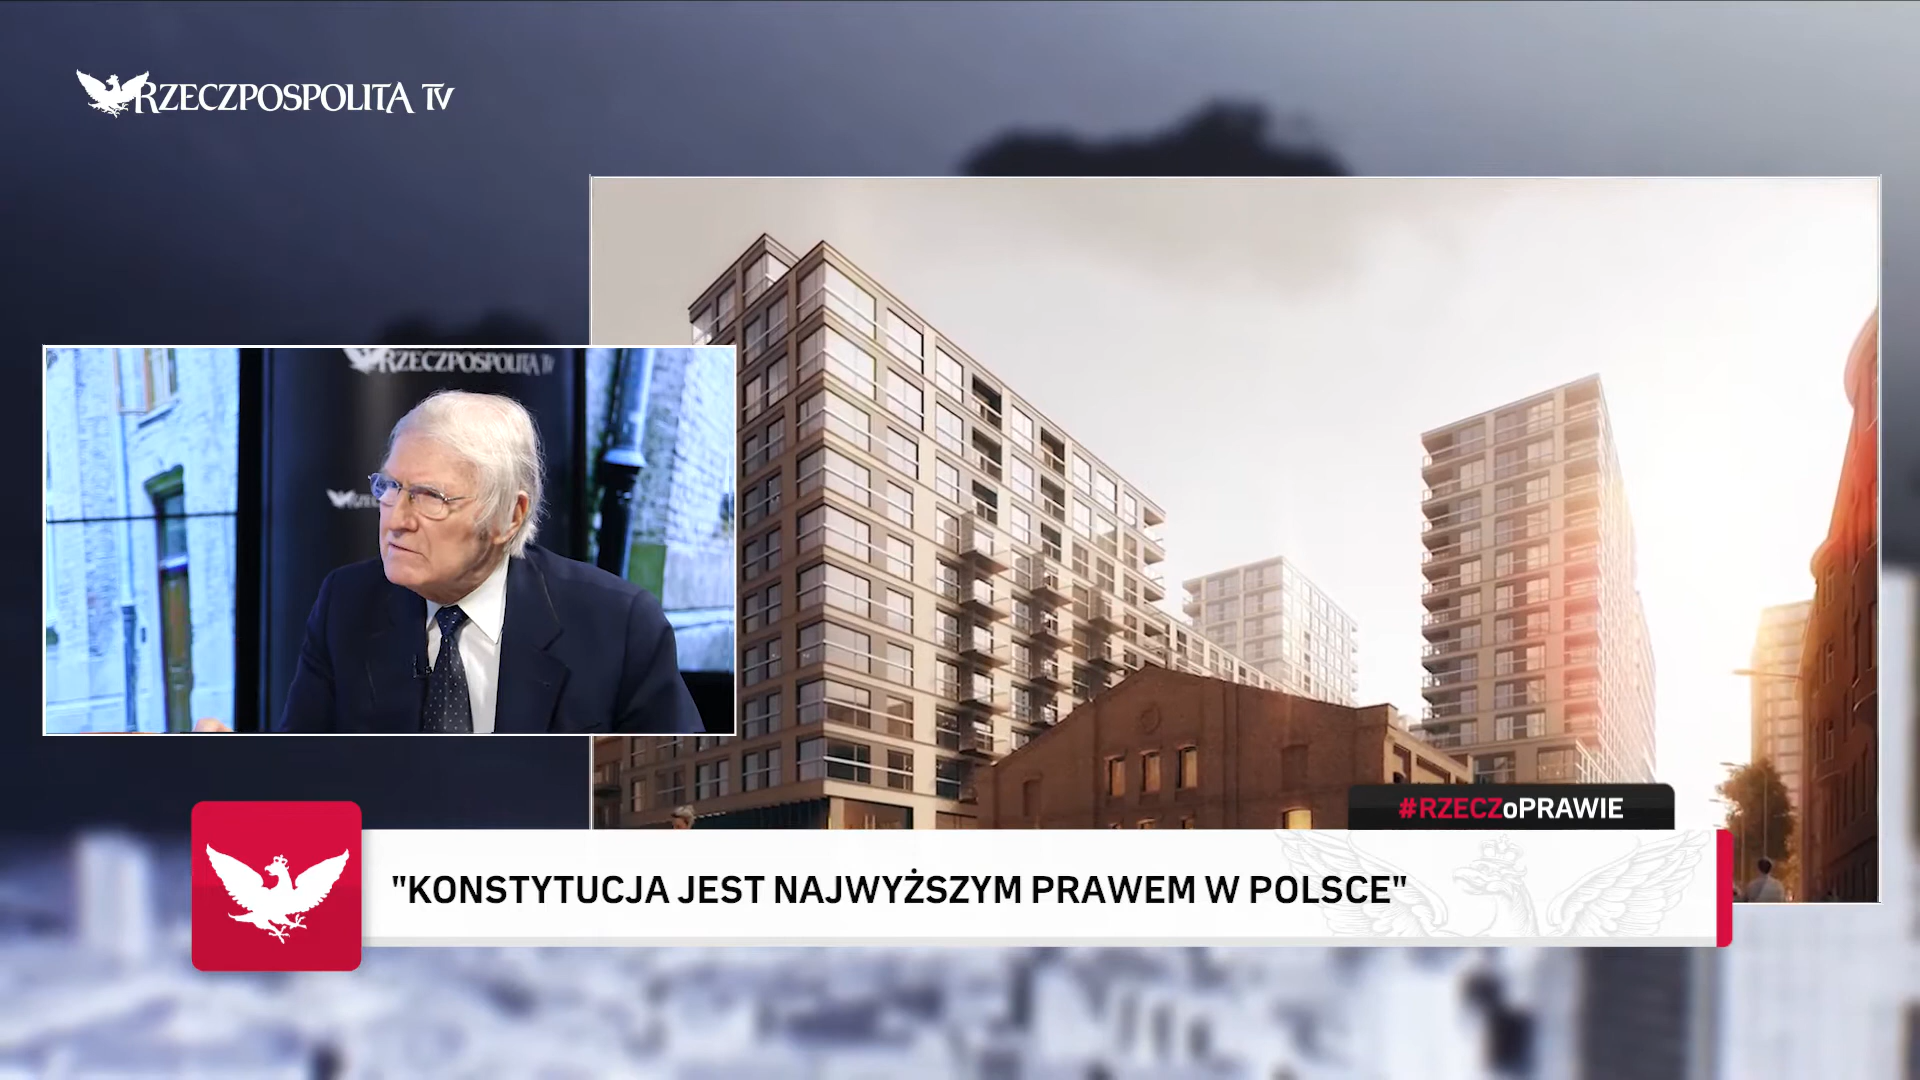 RZECZPOSPOLITA TV
RZECZPOSPOLITA TV
#RZECZoPRAWIE
"KONSTYTUCJA JEST NAJWYŻSZYM PRAWEM W POLSCE"